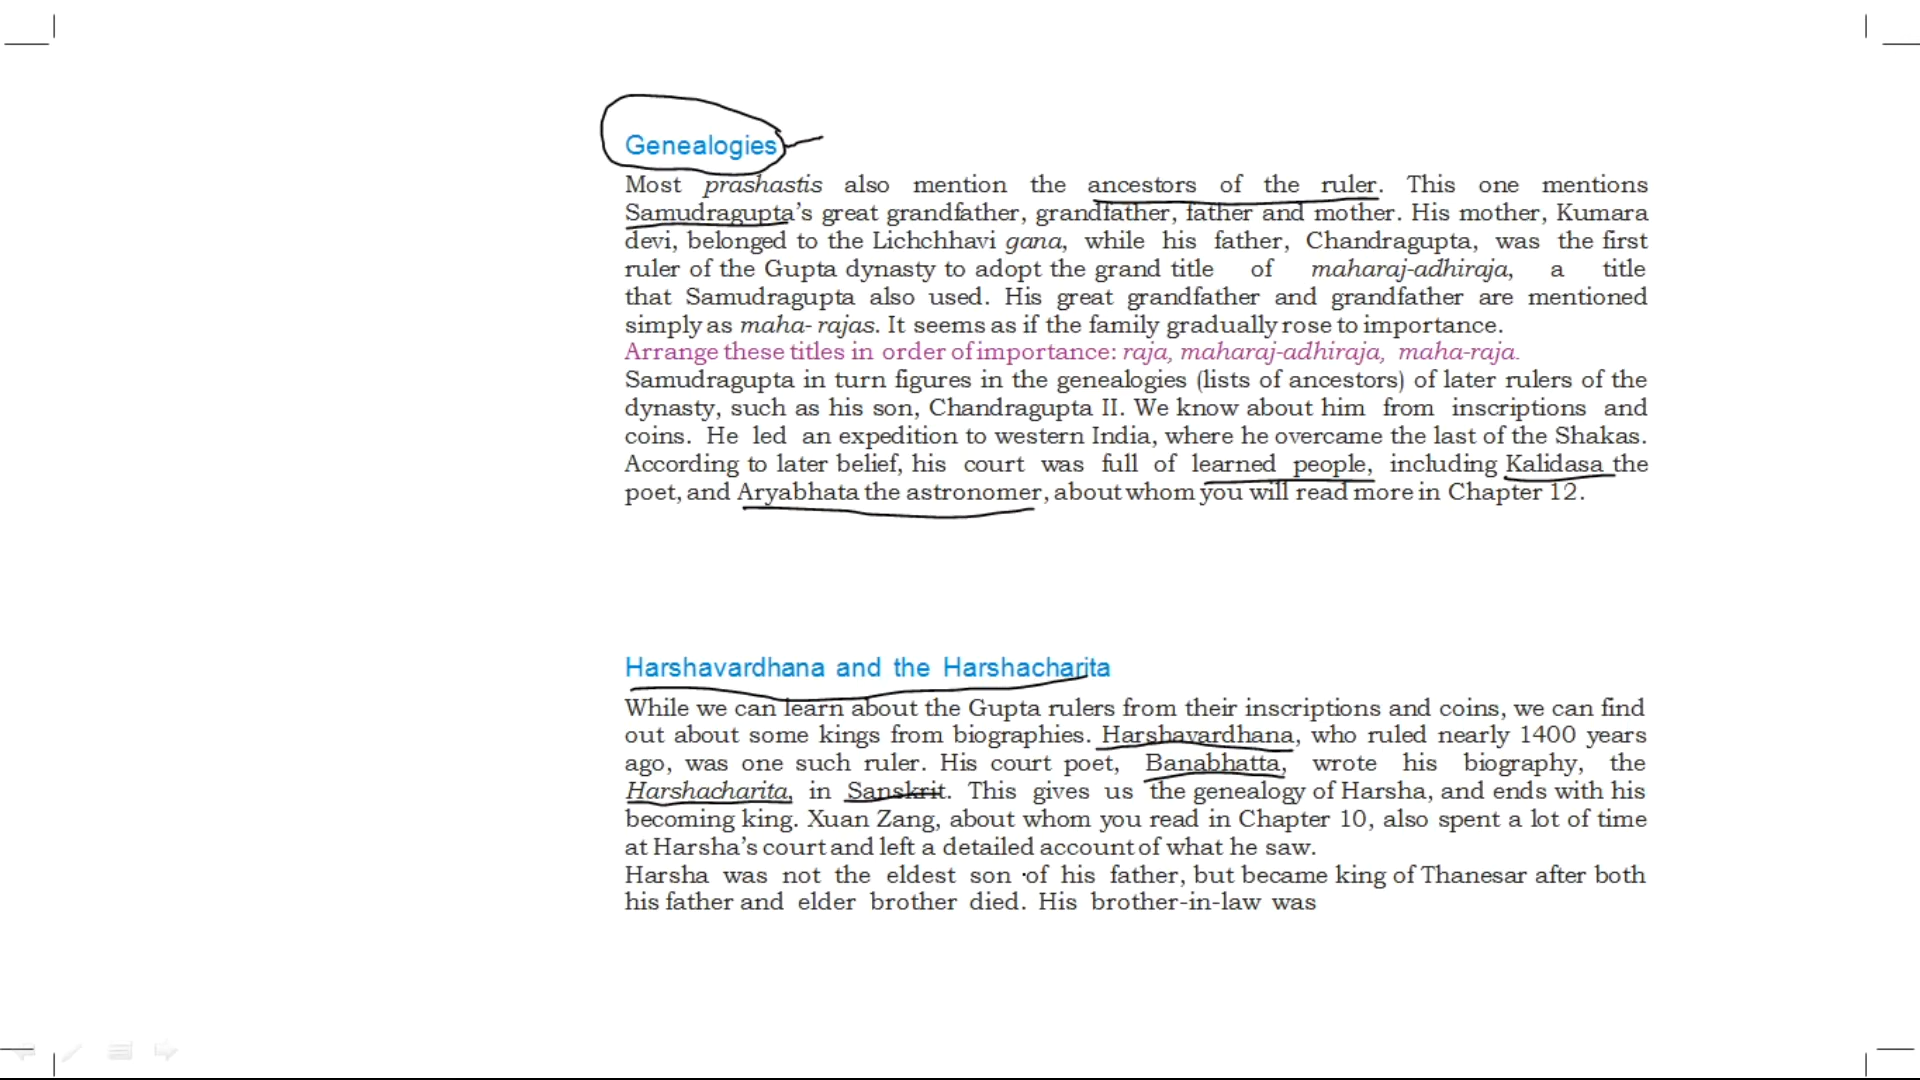 Genealogies
Most prashastis also mention the ancestors of the ruler. This one mentions
Samudragupta’s great grandfather, grandfather, father and mother. His mother, Kumara
devi, belonged to the Lichchhavi gana, while his father, Chandragupta, was the first
ruler of the Gupta dynasty to adopt the grand title of maharaj-adhiraja, a title
that Samudragupta also used. His great grandfather and grandfather are mentioned
simply as maha- rajas. It seems as if the family gradually rose to importance.
Arrange these titles in order of importance: raja, maharaj-adhiraja, maha-raja.
Samudragupta in turn figures in the genealogies (lists of ancestors) of later rulers of the
dynasty, such as his son, Chandragupta II. We know about him from inscriptions and
coins. He led an expedition to western India, where he overcame the last of the Shakas.
According to later belief, his court was full of learned people, including Kalidasa the
poet, and Aryabhata the astronomer, about whom you will read more in Chapter 12.
Harshavardhana and the Harshacharita
While we can learn about the Gupta rulers from their inscriptions and coins, we can find
out about some kings from biographies. Harshavardhana, who ruled nearly 1400 years
ago, was one such ruler. His court poet, Banabhatta, wrote his biography, the
Harshacharita, in Sanskrit. This gives us the genealogy of Harsha, and ends with his
becoming king. Xuan Zang, about whom you read in Chapter 10, also spent a lot of time
at Harsha’s court and left a detailed account of what he saw.
Harsha was not the eldest son of his father, but became king of Thanesar after both
his father and elder brother died. His brother-in-law was